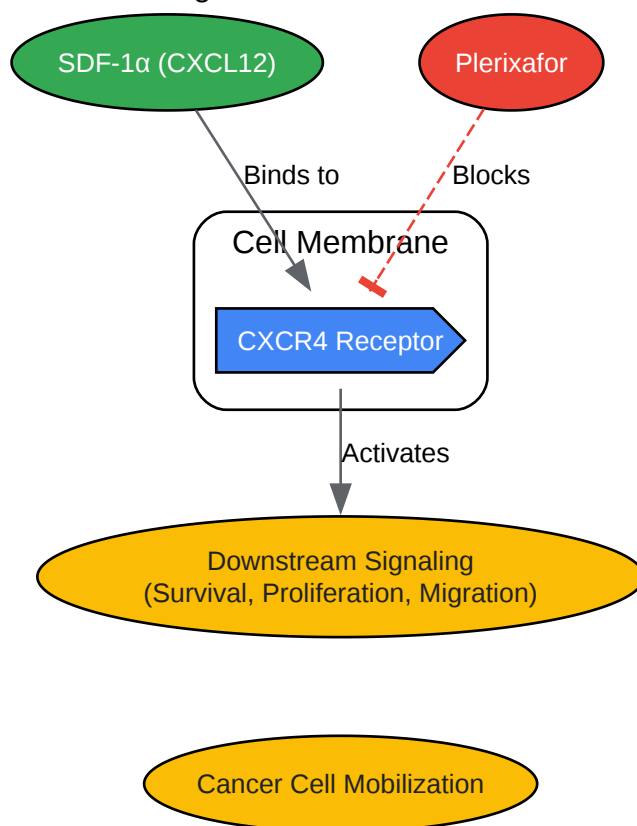 SDF-1α (CXCL12)
Plerixafor
Binds to
Blocks
Cell Membrane
CXCR4 Receptor
Activates
Downstream Signaling
(Survival, Proliferation, Migration)
Cancer Cell Mobilization